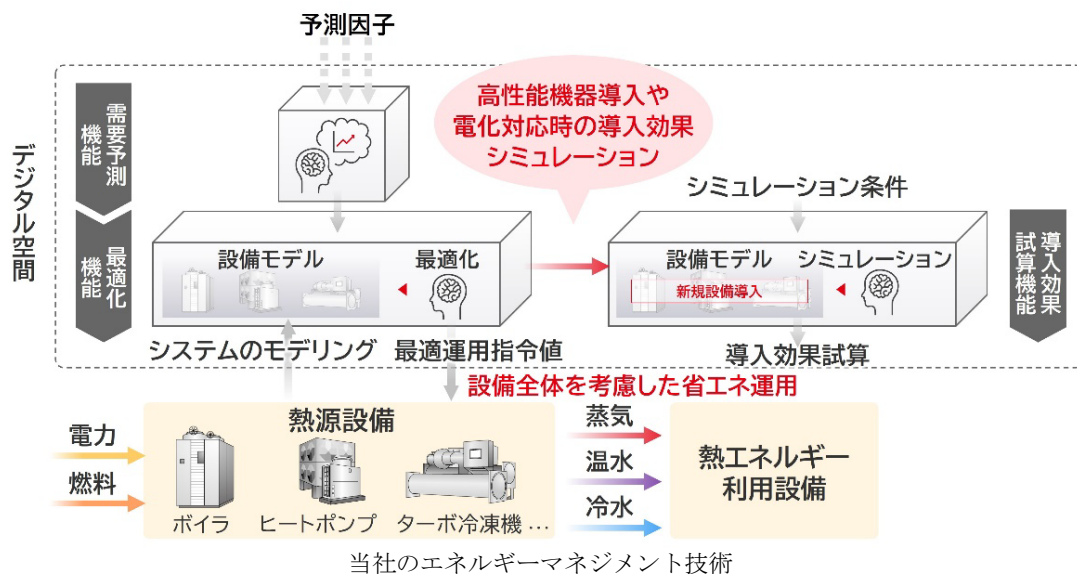 予測因子
高性能機器導入や
電化対応時の導入効果
シミュレーション
デジタル空間
需要予測
機能
最適化
機能
シミュレーション条件
設備モデル
最適化
設備モデル
シミュレーション
新規設備導入
導入効果
試算機能
システムのモデリング
最適運用指令値
導入効果試算
設備全体を考慮した省エネ運用
電力
燃料
熱源設備
ボイラ
ヒートポンプ
ターボ冷凍機 …
蒸気
温水
冷水
熱エネルギー
利用設備
当社のエネルギーマネジメント技術